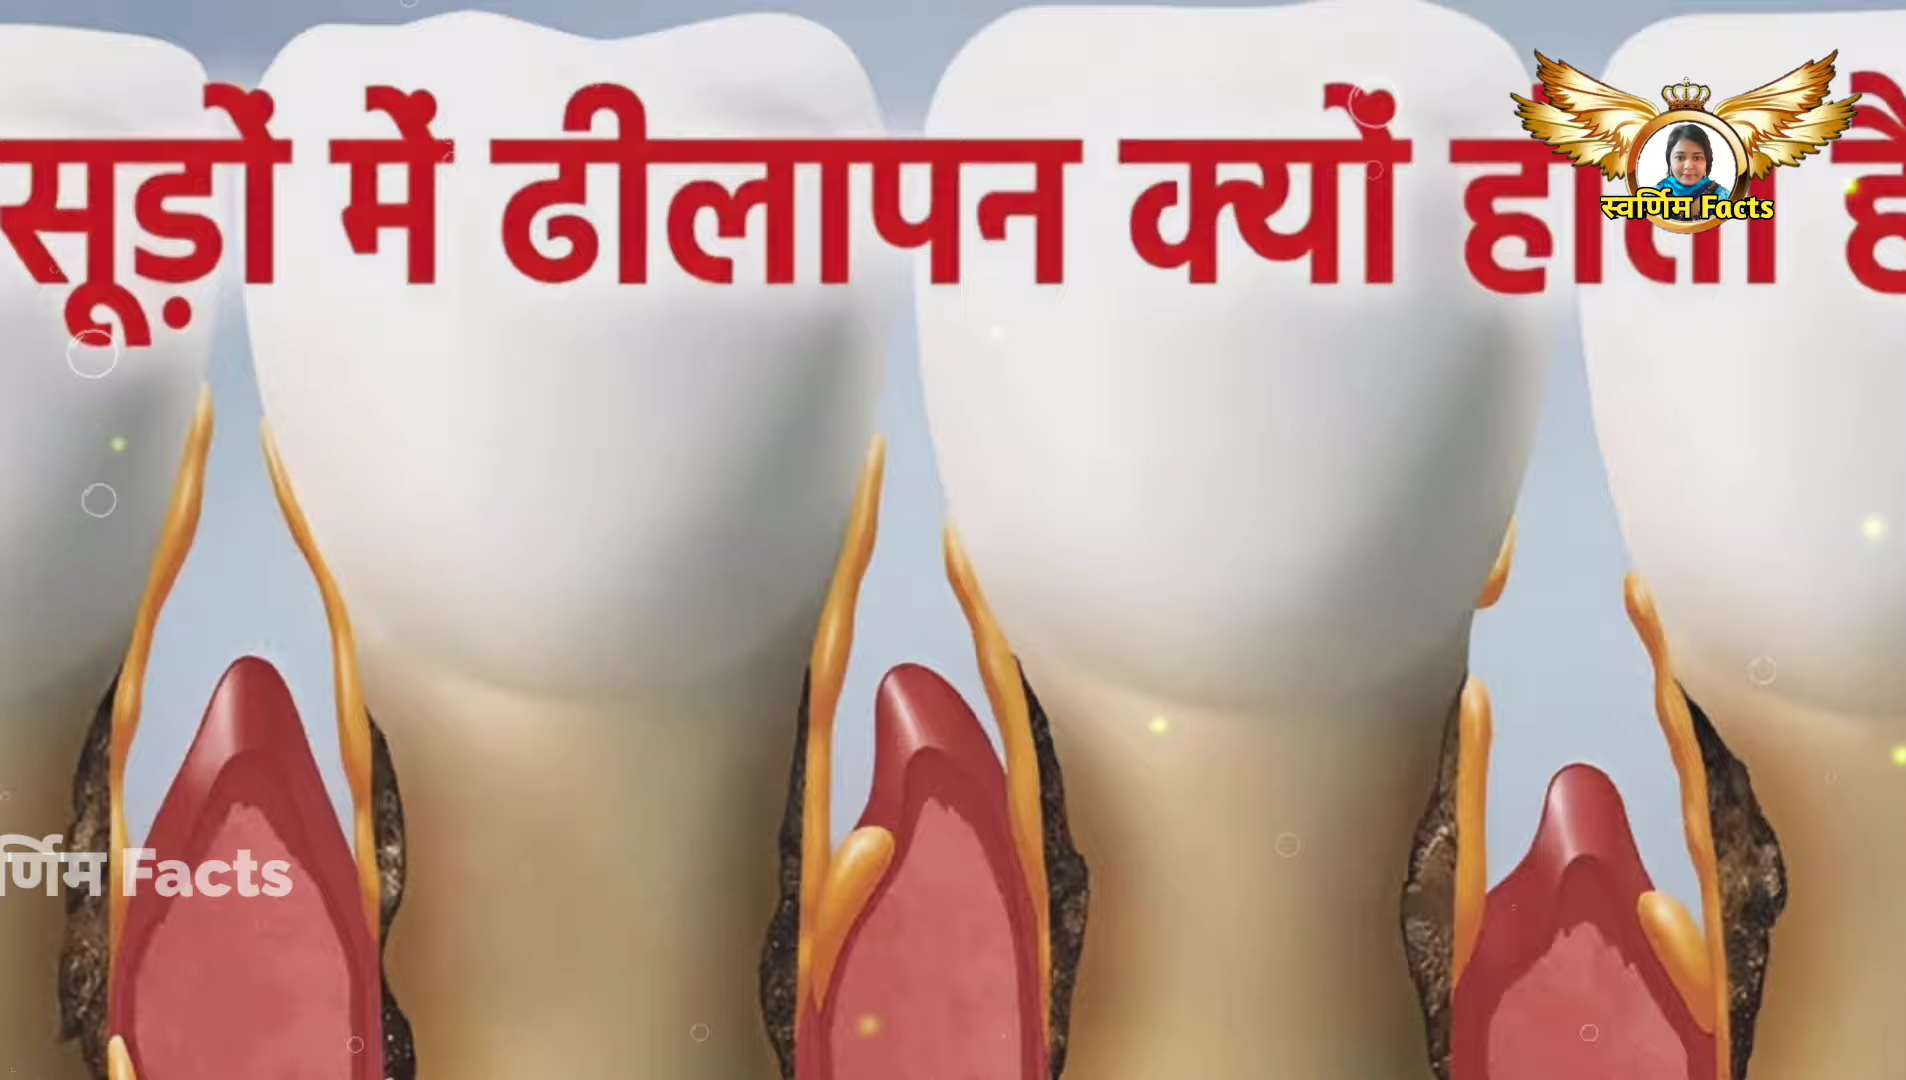 सूड़ों में ढीलापन क्यों होता है
स्वर्णिम Facts
र्णिम Facts